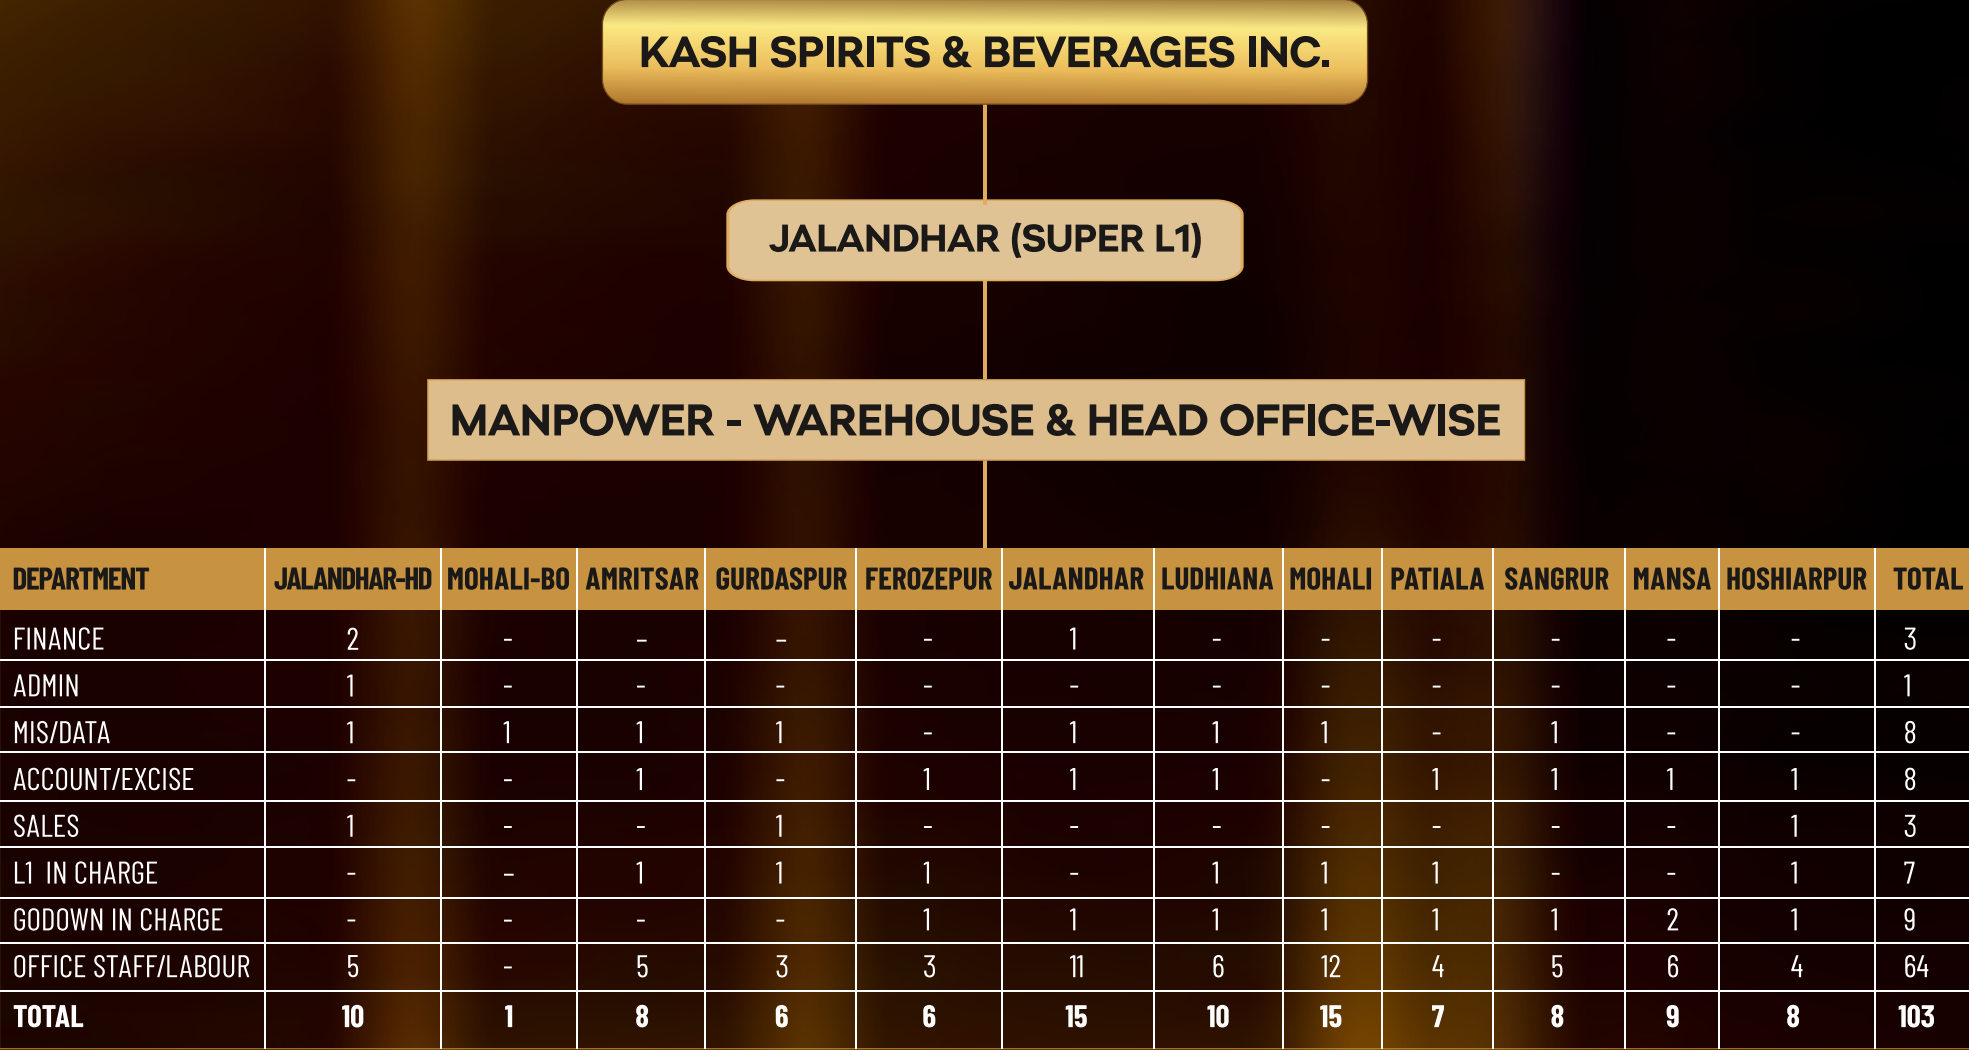 KASH SPIRITS & BEVERAGES INC.
JALANDHAR (SUPER L1)
MANPOWER - WAREHOUSE & HEAD OFFICE-WISE
DEPARTMENT JALANDHAR-HD MOHALI-BO AMRITSAR GURDASPUR FEROZEPUR JALANDHAR LUDHIANA MOHALI PATIALA SANGRUR MANSA HOSHIARPUR TOTAL
FINANCE 2 - - - - 1 - - - - - - 3
ADMIN 1 - - - - - - - - - - - 1
MIS/DATA 1 1 1 1 - 1 1 1 - 1 - - 8
ACCOUNT/EXCISE - - 1 - 1 1 1 - 1 1 1 1 8
SALES 1 - - 1 - - - - - - - 1 3
L1 IN CHARGE - - 1 1 1 - 1 1 1 - - 1 7
GODOWN IN CHARGE - - - - 1 1 1 1 1 1 2 1 9
OFFICE STAFF/LABOUR 5 - 5 3 3 11 6 12 4 5 6 4 64
TOTAL 10 1 8 6 6 15 10 15 7 8 9 8 103